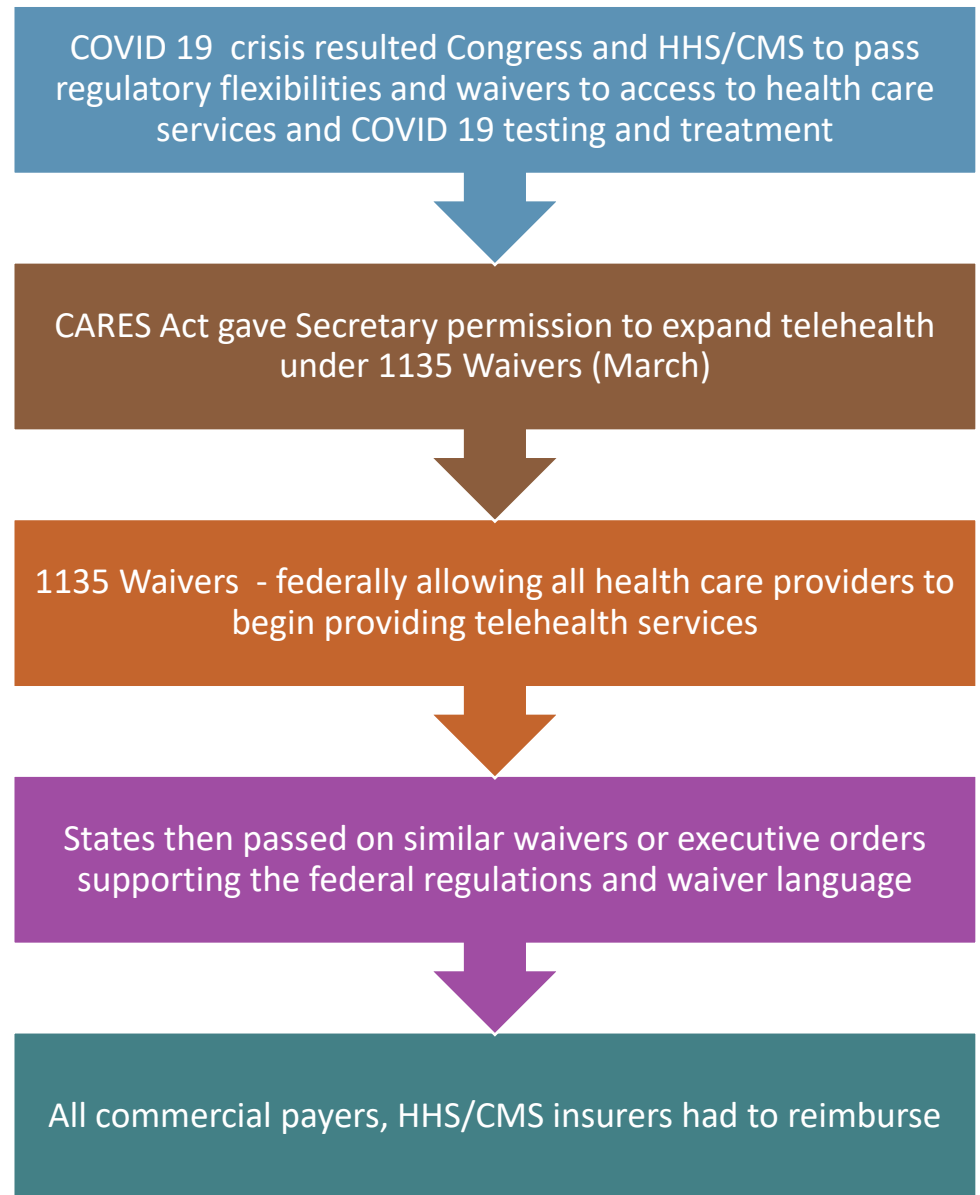 COVID 19  crisis resulted Congress and HHS/CMS to pass
regulatory flexibilities and waivers to access to health care
services and COVID 19 testing and treatment
CARES Act gave Secretary permission to expand telehealth
under 1135 Waivers (March)
1135 Waivers  - federally allowing all health care providers to
begin providing telehealth services
States then passed on similar waivers or executive orders
supporting the federal regulations and waiver language
All commercial payers, HHS/CMS insurers had to reimburse